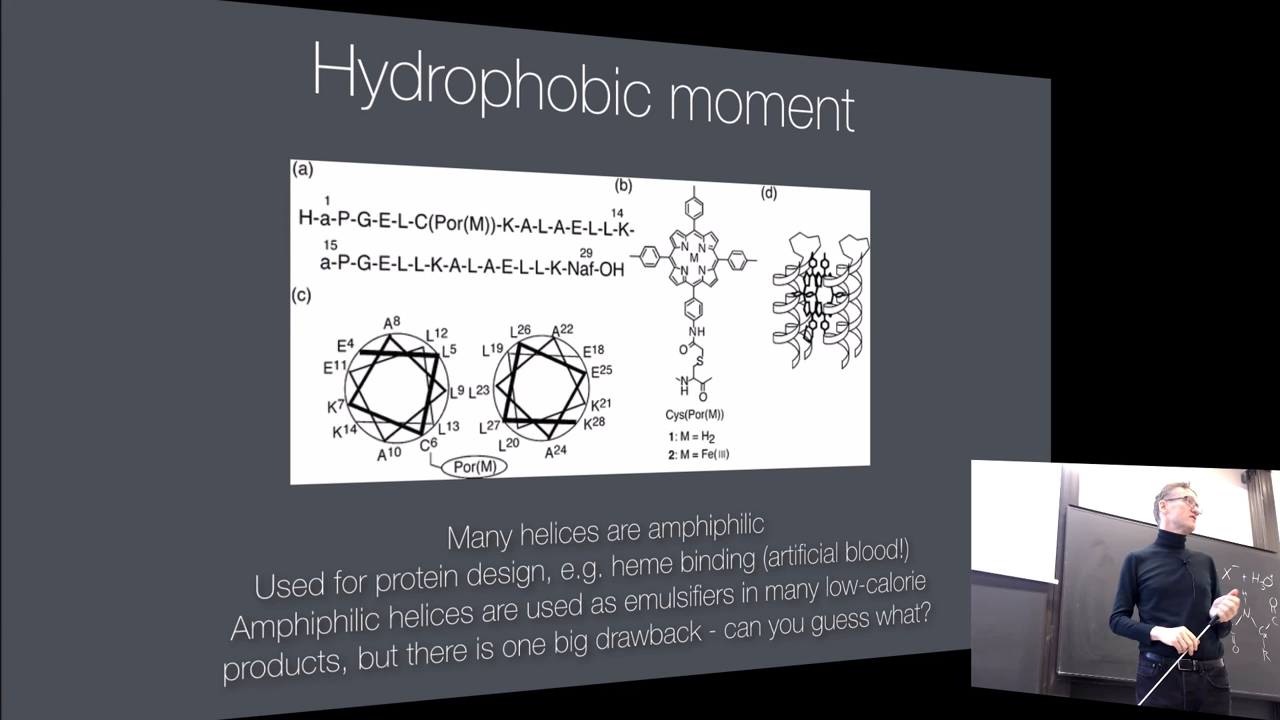 Hydrophobic moment
(a)
1
14
H-a-P-G-E-L-C(Por(M))-K-A-L-A-E-L-L-K-
15
29
a-P-G-E-L-L-K-A-L-A-E-L-L-K-Naf-OH
(c)
A8
L12
E4
L5
E11
L9
K7
L13
K14
C6
A10
Por(M)
L26
A22
L19
E18
E25
L23
K21
K28
L27
L20
A24
(b)
N
N
M
N
N
NH
O
S
N
H
O
Cys(Por(M))
1: M = H2
2: M = Fe(III)
(d)
Many helices are amphiphilic
Used for protein design, e.g. heme binding (artificial blood!)
Amphiphilic helices are used as emulsifiers in many low-calorie
products, but there is one big drawback - can you guess what?
X⁻ + H